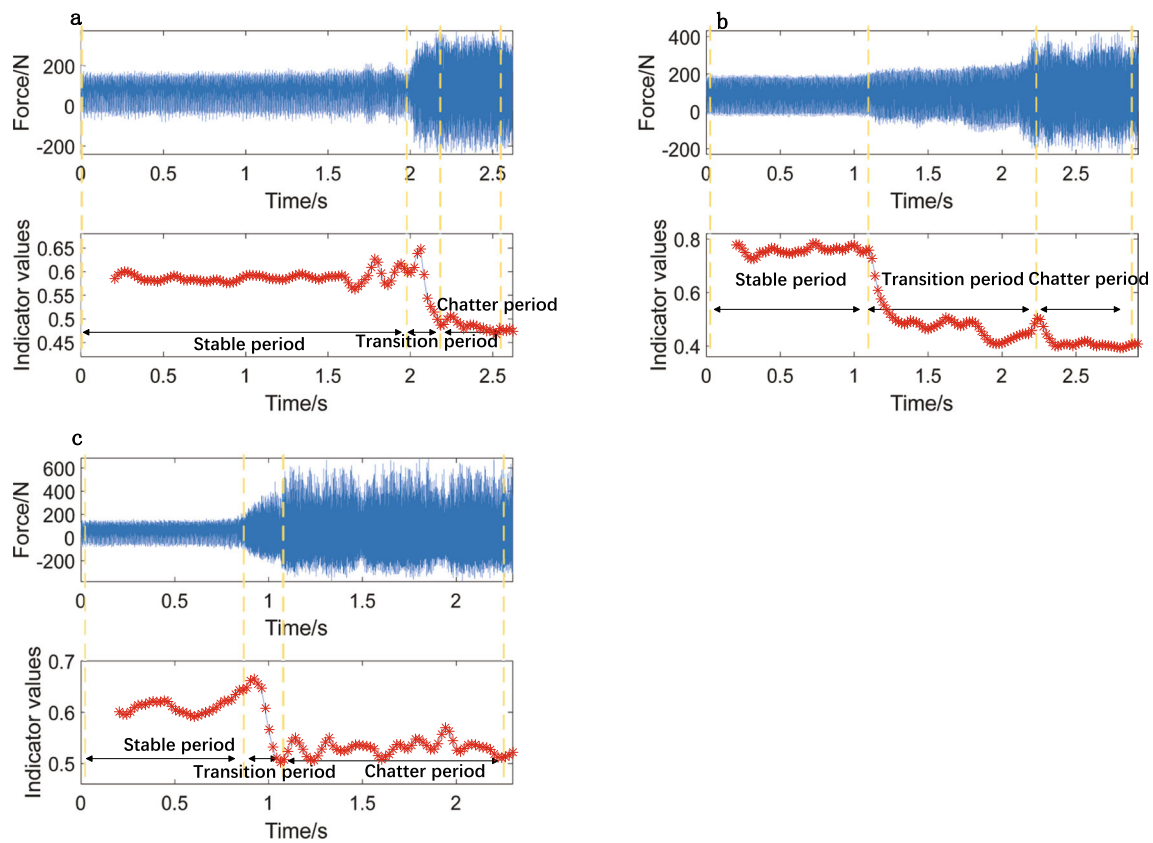 a
Force/N
200
0
-200
0 0.5 1 1.5 2 2.5
Time/s
Indicator values
0.65
0.6
0.55
0.5
0.45
Chatter period
Stable period
Transition period
0 0.5 1 1.5 2 2.5
Time/s
b
Force/N
400
200
0
-200
0 0.5 1 1.5 2 2.5
Time/s
Indicator values
0.8
0.6
0.4
Stable period
Transition period
Chatter period
0 0.5 1 1.5 2 2.5
Time/s
c
Force/N
600
400
200
0
-200
0 0.5 1 1.5 2
Time/s
Indicator values
0.7
0.6
0.5
Stable period
Transition period
Chatter period
0 0.5 1 1.5 2
Time/s